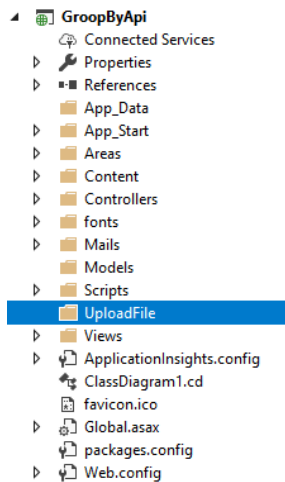 GroopByApi
Connected Services
Properties
References
App_Data
App_Start
Areas
Content
Controllers
fonts
Mails
Models
Scripts
UploadFile
Views
ApplicationInsights.config
ClassDiagram1.cd
favicon.ico
Global.asax
packages.config
Web.config